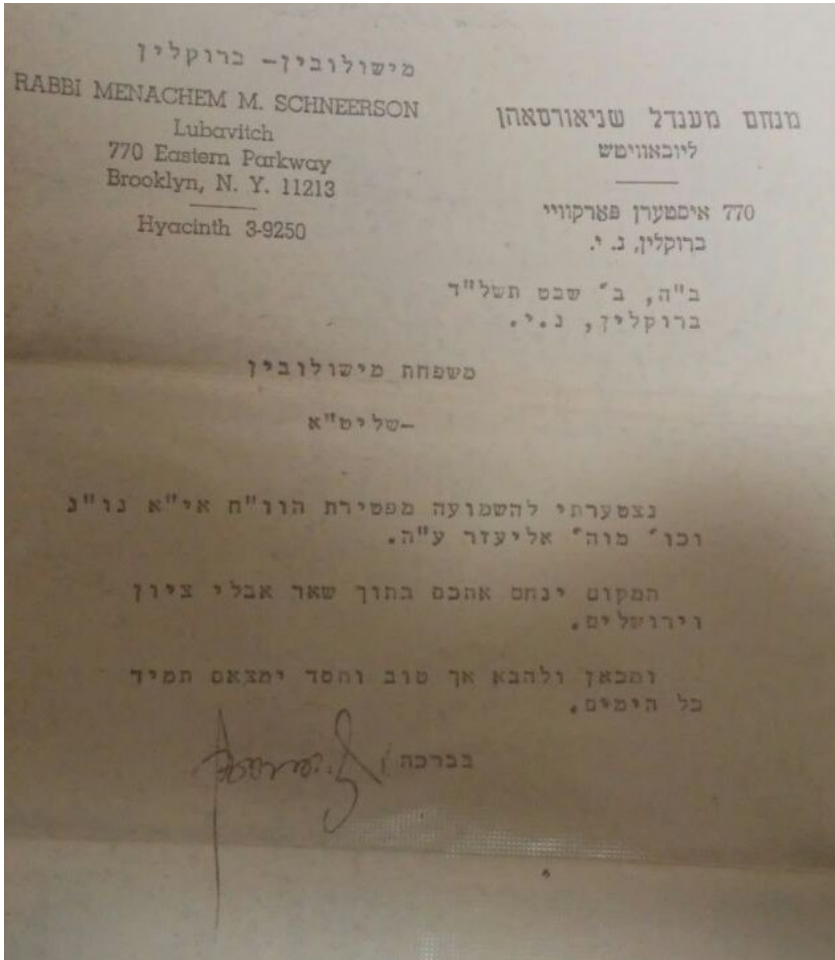 מישולובין - ברוקלין
RABBI MENACHEM M. SCHNEERSON
Lubavitch
770 Eastern Parkway
Brooklyn, N. Y. 11213
Hyacinth 3-9250
מנחם מענדל שניאורסאהן
ליובאוויטש
770 איסטערן פארקוויי
ברוקלין, נ. י.
ב"ה, ב' שבט תשל"ד
ברוקלין, נ.י.
משפחת מישולובין
-שליט"א
נצטערתי להשמועה מפטירת הוו"ח אי"א נו"נ
וכו' מוה' אליעזר ע"ה.
המקום ינחם אתכם בתוך שאר אבלי ציון
וירושלים.
ומכאן ולהבא אך טוב וחסד ימצאם תמיד
כל הימים.
בברכה